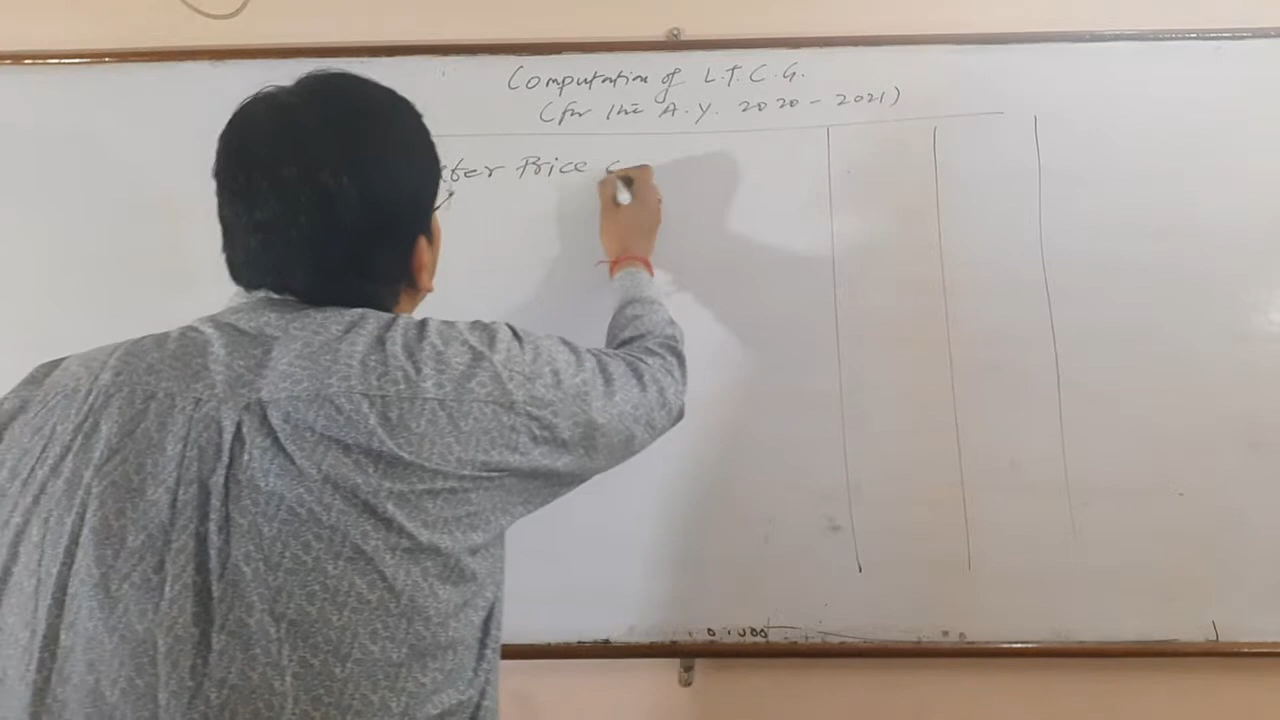 Computation of L.T.C.G.
(for the A.Y. 2020-2021)
Price